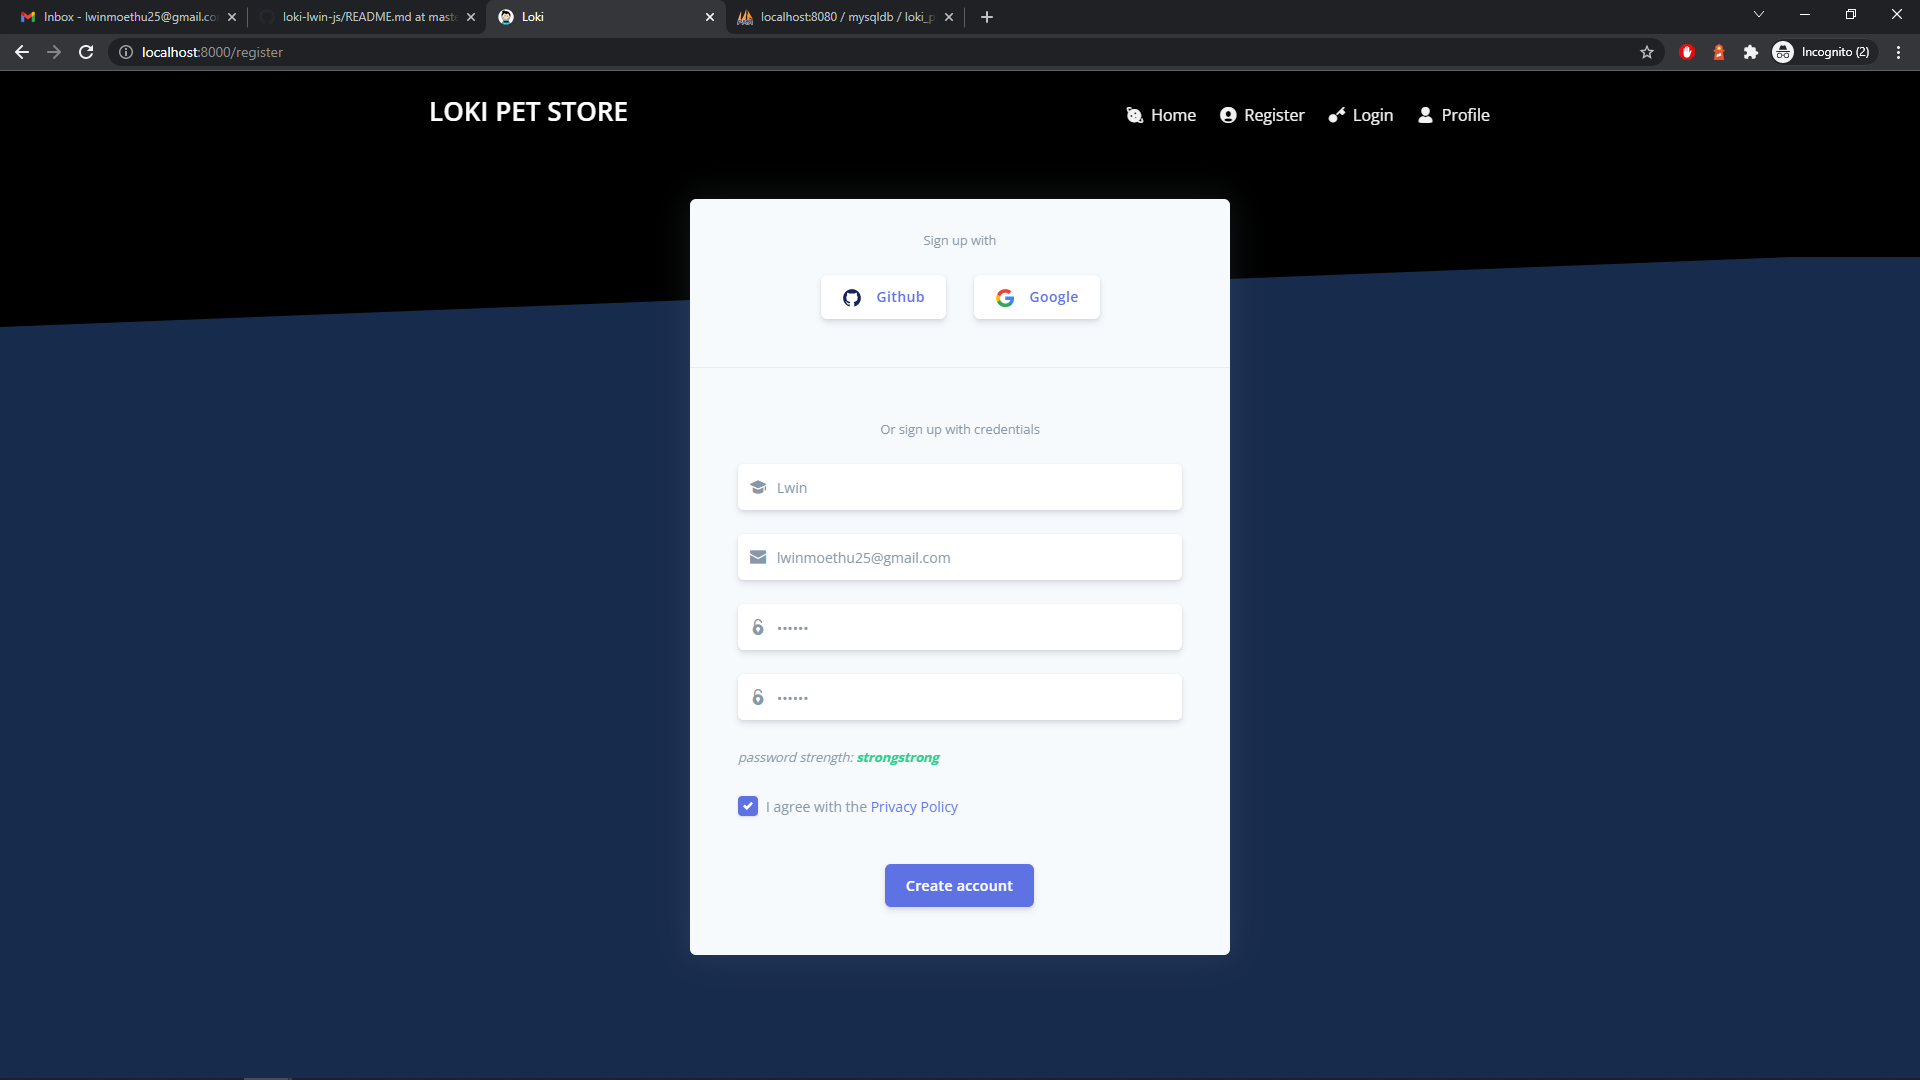 Inbox - lwinmoethu25@gmail.co
loki-lwin-js/README.md at mast
Loki
localhost:8080 / mysqldb / loki_p
localhost:8000/register
Incognito (2)
LOKI PET STORE
Home
Register
Login
Profile
Sign up with
Github
Google
Or sign up with credentials
Lwin
lwinmoethu25@gmail.com
••••••
••••••
password strength: strongstrong
I agree with the Privacy Policy
Create account